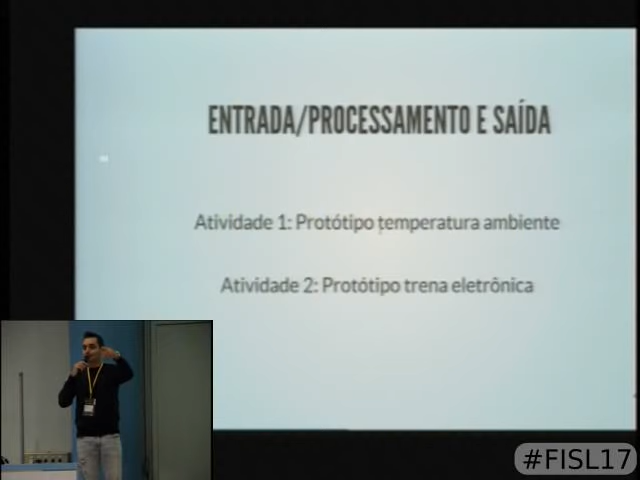 ENTRADA/PROCESSAMENTO E SAÍDA
Atividade 1: Protótipo temperatura ambiente
Atividade 2: Protótipo trena eletrônica
#FISL17